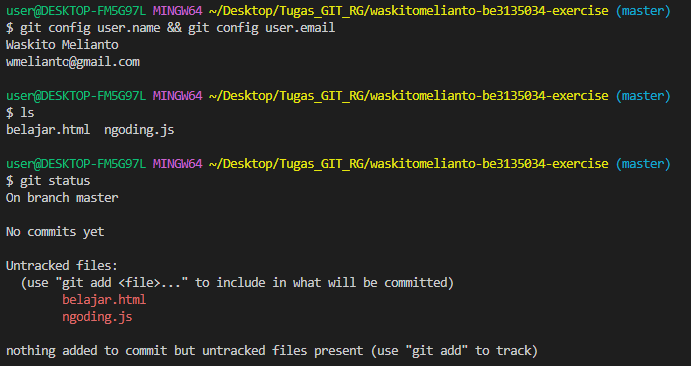 user@DESKTOP-FM5G97L MINGW64 ~/Desktop/Tugas_GIT_RG/waskitomelianto-be3135034-exercise (master)
$ git config user.name && git config user.email
Waskito Melianto
wmelianto@gmail.com
user@DESKTOP-FM5G97L MINGW64 ~/Desktop/Tugas_GIT_RG/waskitomelianto-be3135034-exercise (master)
$ ls
belajar.html  ngoding.js
user@DESKTOP-FM5G97L MINGW64 ~/Desktop/Tugas_GIT_RG/waskitomelianto-be3135034-exercise (master)
$ git status
On branch master
No commits yet
Untracked files:
  (use "git add <file>..." to include in what will be committed)
        belajar.html
        ngoding.js
nothing added to commit but untracked files present (use "git add" to track)